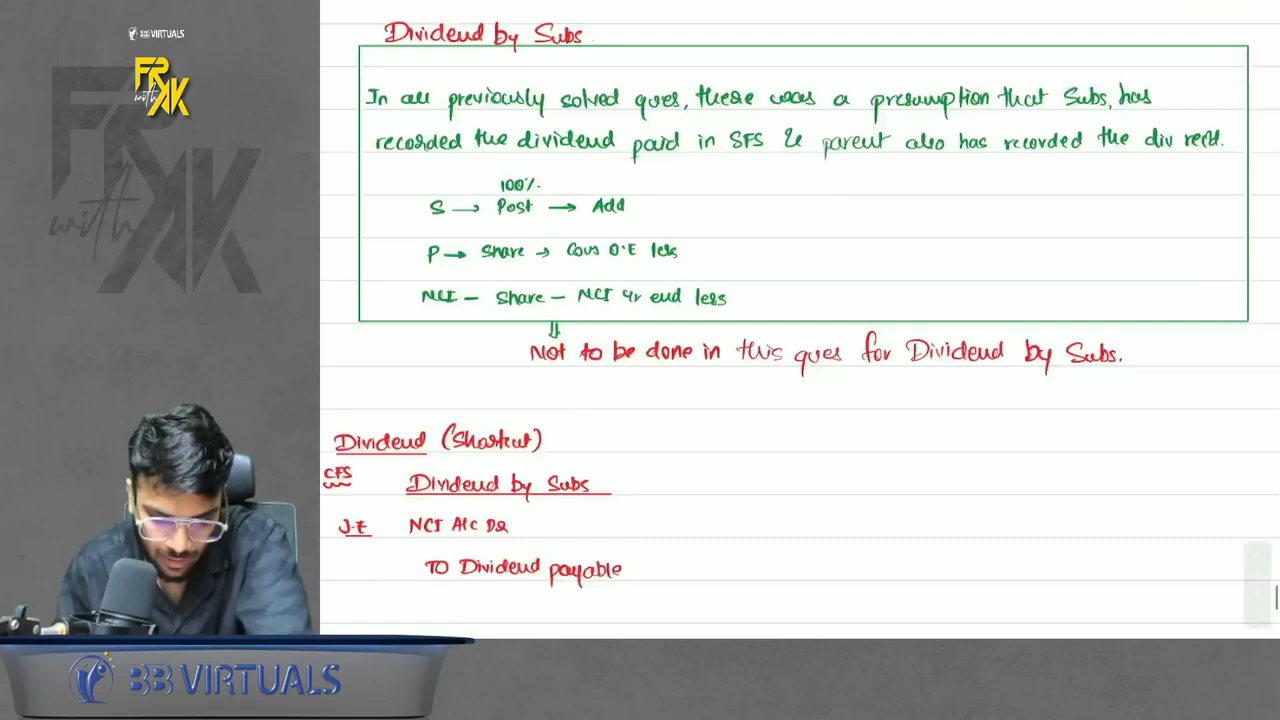 BB VIRTUALS
FR
with
AK
Dividend by Subs.
In all previously solved ques, there was a presumption that Subs, has
recorded the dividend paid in SFS & parent also has recorded the div recd.
100%
S → Post → Add
P → Share → Cons O.E less
NCI – Share – NCI Yr end less
⇓
Not to be done in this ques for Dividend by Subs.
Dividend (Shortcut)
CFS
Dividend by Subs
J.E NCI A/c DR
To Dividend payable
BB VIRTUALS